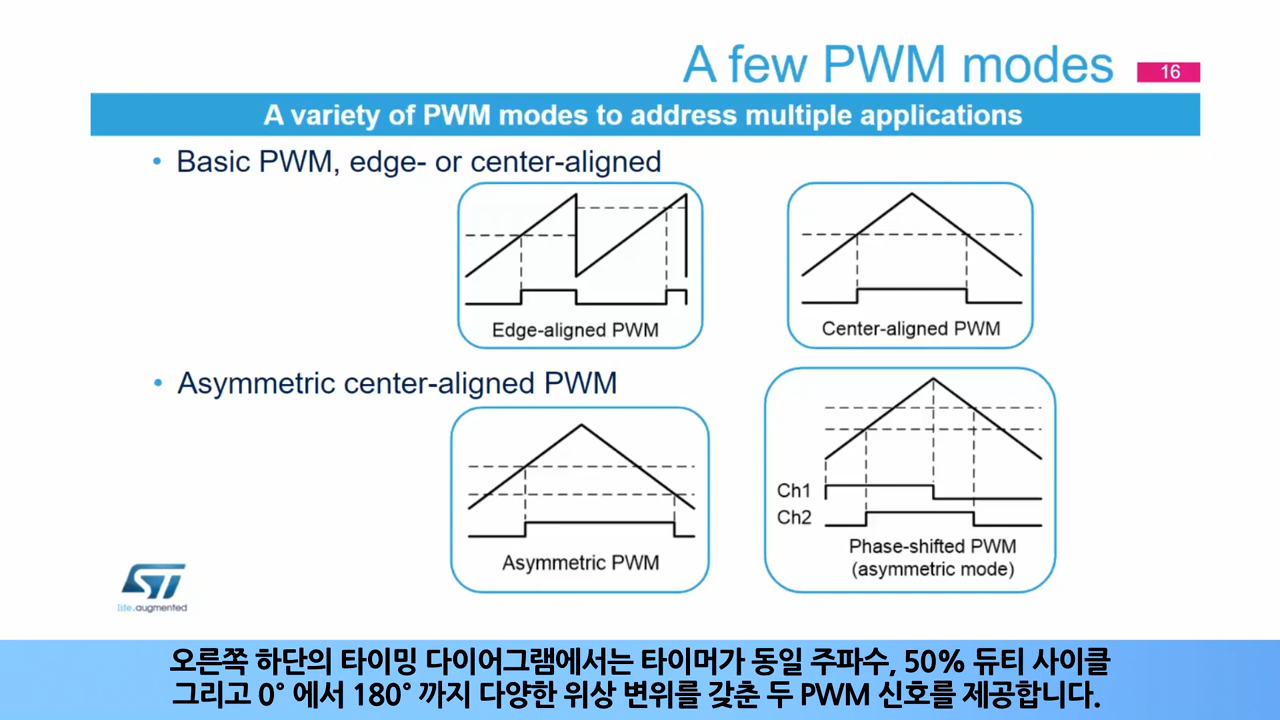 A few PWM modes
16
A variety of PWM modes to address multiple applications
• Basic PWM, edge- or center-aligned
Edge-aligned PWM
Center-aligned PWM
• Asymmetric center-aligned PWM
Asymmetric PWM
Ch1
Ch2
Phase-shifted PWM
(asymmetric mode)
ST
life.augmented
오른쪽 하단의 타이밍 다이어그램에서는 타이머가 동일 주파수, 50% 듀티 사이클
그리고 0° 에서 180° 까지 다양한 위상 변위를 갖춘 두 PWM 신호를 제공합니다.